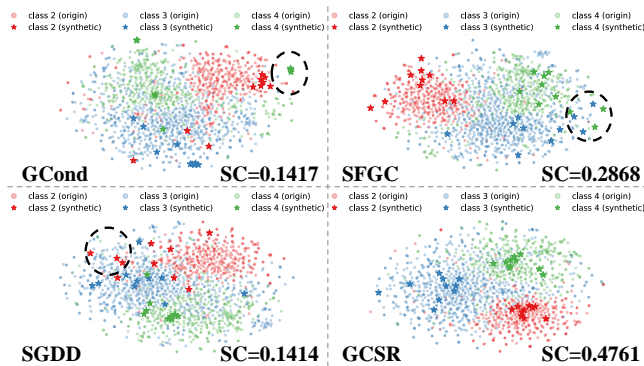 class 2 (origin) class 3 (origin) class 4 (origin)
class 2 (synthetic) class 3 (synthetic) class 4 (synthetic)
GCond SC=0.1417
class 2 (origin) class 3 (origin) class 4 (origin)
class 2 (synthetic) class 3 (synthetic) class 4 (synthetic)
SFGC SC=0.2868
class 2 (origin) class 3 (origin) class 4 (origin)
class 2 (synthetic) class 3 (synthetic) class 4 (synthetic)
SGDD SC=0.1414
class 2 (origin) class 3 (origin) class 4 (origin)
class 2 (synthetic) class 3 (synthetic) class 4 (synthetic)
GCSR SC=0.4761